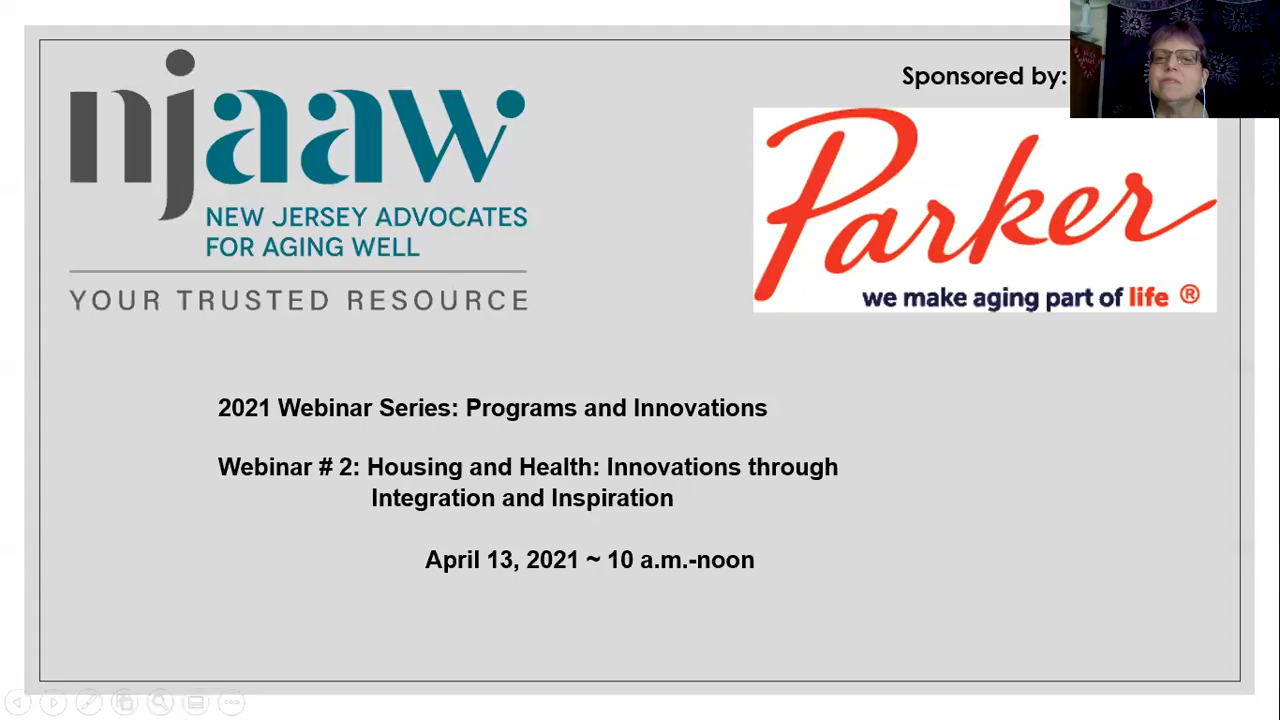 njaaw
NEW JERSEY ADVOCATES
FOR AGING WELL
YOUR TRUSTED RESOURCE
Sponsored by:
Parker
we make aging part of life ®
2021 Webinar Series: Programs and Innovations
Webinar # 2: Housing and Health: Innovations through
Integration and Inspiration
April 13, 2021 ~ 10 a.m.-noon